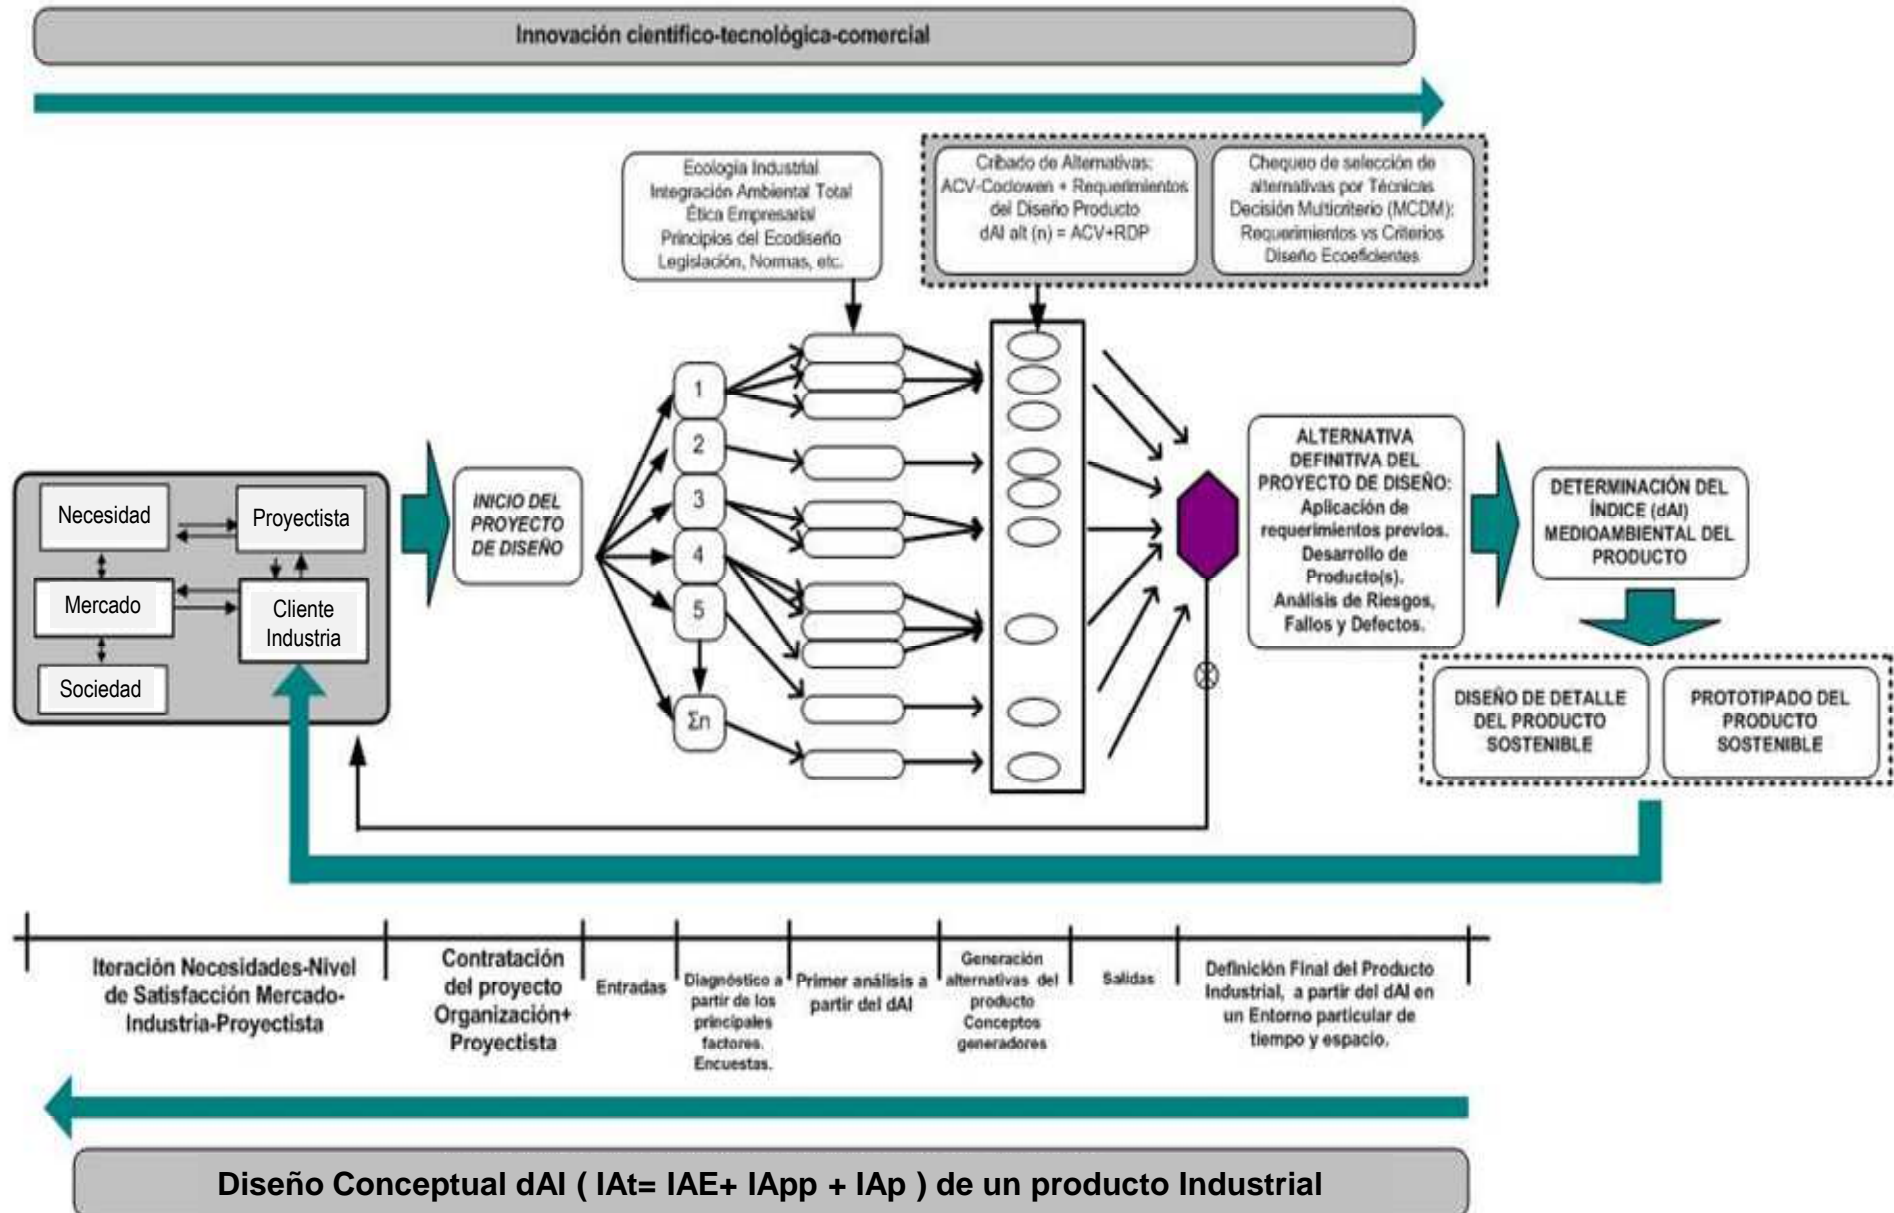 Innovación científico-tecnológica-comercial
Ecología Industrial
Integración Ambiental Total
Ética Empresarial
Principios del Ecodiseño
Legislación, Normas, etc.
Cribado de Alternativas:
ACV-Coclowen + Requerimientos
del Diseño Producto
dAI alt (n) = ACV+RDP
Chequeo de selección de
alternativas por Técnicas
Decisión Multicriterio (MCDM):
Requerimientos vs Criterios
Diseño Ecoeficientes
Necesidad
Proyectista
Mercado
Cliente
Industria
Sociedad
INICIO DEL
PROYECTO
DE DISEÑO
1
2
3
4
5
Σn
ALTERNATIVA
DEFINITIVA DEL
PROYECTO DE DISEÑO:
Aplicación de
requerimientos previos.
Desarrollo de
Producto(s).
Análisis de Riesgos,
Fallos y Defectos.
DETERMINACIÓN DEL
ÍNDICE (dAI)
MEDIOAMBIENTAL DEL
PRODUCTO
DISEÑO DE DETALLE
DEL PRODUCTO
SOSTENIBLE
PROTOTIPADO DEL
PRODUCTO
SOSTENIBLE
Iteración Necesidades-Nivel
de Satisfacción Mercado-
Industria-Proyectista
Contratación
del proyecto
Organización+
Proyectista
Entradas
Diagnóstico a
partir de los
principales
factores.
Encuestas.
Primer análisis a
partir del dAI
Generación
alternativas del
producto
Conceptos
generadores
Salidas
Definición Final del Producto
Industrial, a partir del dAI en
un Entorno particular de
tiempo y espacio.
Diseño Conceptual dAI ( IAt= IAE+ IApp + IAp ) de un producto Industrial